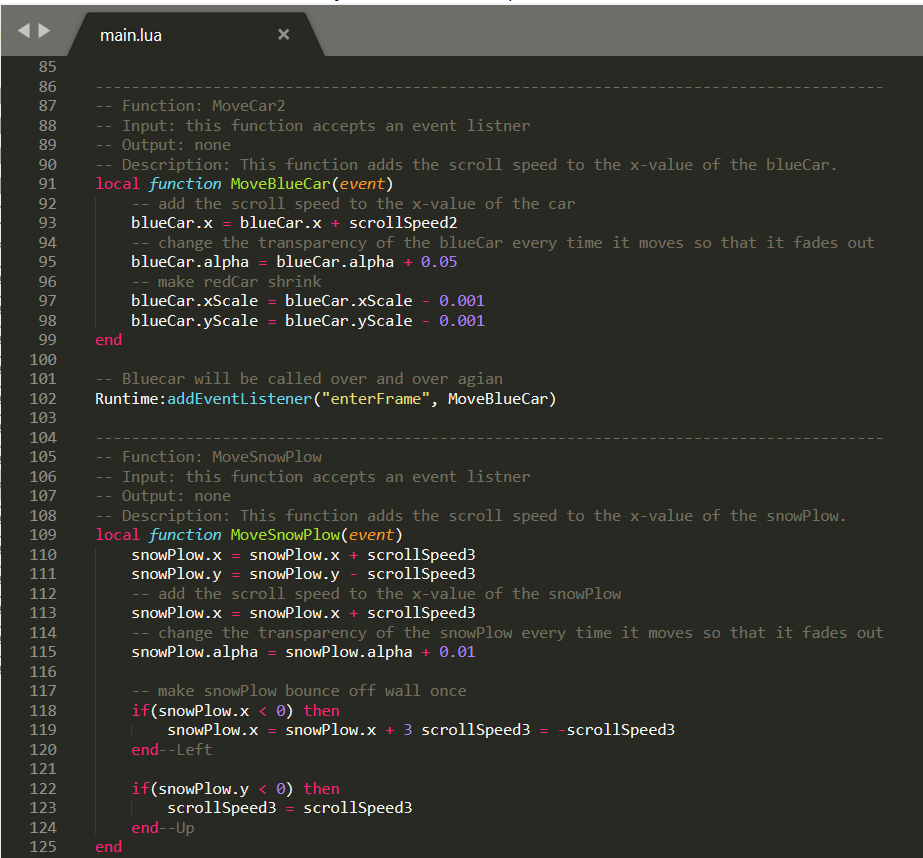 main.lua ×
85
86 ----------------------------------------------------------------------------------------
87 -- Function: MoveCar2
88 -- Input: this function accepts an event listner
89 -- Output: none
90 -- Description: This function adds the scroll speed to the x-value of the blueCar.
91 local function MoveBlueCar(event)
92 -- add the scroll speed to the x-value of the car
93 blueCar.x = blueCar.x + scrollSpeed2
94 -- change the transparency of the blueCar every time it moves so that it fades out
95 blueCar.alpha = blueCar.alpha + 0.05
96 -- make redCar shrink
97 blueCar.xScale = blueCar.xScale - 0.001
98 blueCar.yScale = blueCar.yScale - 0.001
99 end
100
101 -- Bluecar will be called over and over agian
102 Runtime:addEventListener("enterFrame", MoveBlueCar)
103
104 ----------------------------------------------------------------------------------------
105 -- Function: MoveSnowPlow
106 -- Input: this function accepts an event listner
107 -- Output: none
108 -- Description: This function adds the scroll speed to the x-value of the snowPlow.
109 local function MoveSnowPlow(event)
110 snowPlow.x = snowPlow.x + scrollSpeed3
111 snowPlow.y = snowPlow.y - scrollSpeed3
112 -- add the scroll speed to the x-value of the snowPlow
113 snowPlow.x = snowPlow.x + scrollSpeed3
114 -- change the transparency of the snowPlow every time it moves so that it fades out
115 snowPlow.alpha = snowPlow.alpha + 0.01
116
117 -- make snowPlow bounce off wall once
118 if(snowPlow.x < 0) then
119 snowPlow.x = snowPlow.x + 3 scrollSpeed3 = -scrollSpeed3
120 end--Left
121
122 if(snowPlow.y < 0) then
123 scrollSpeed3 = scrollSpeed3
124 end--Up
125 end